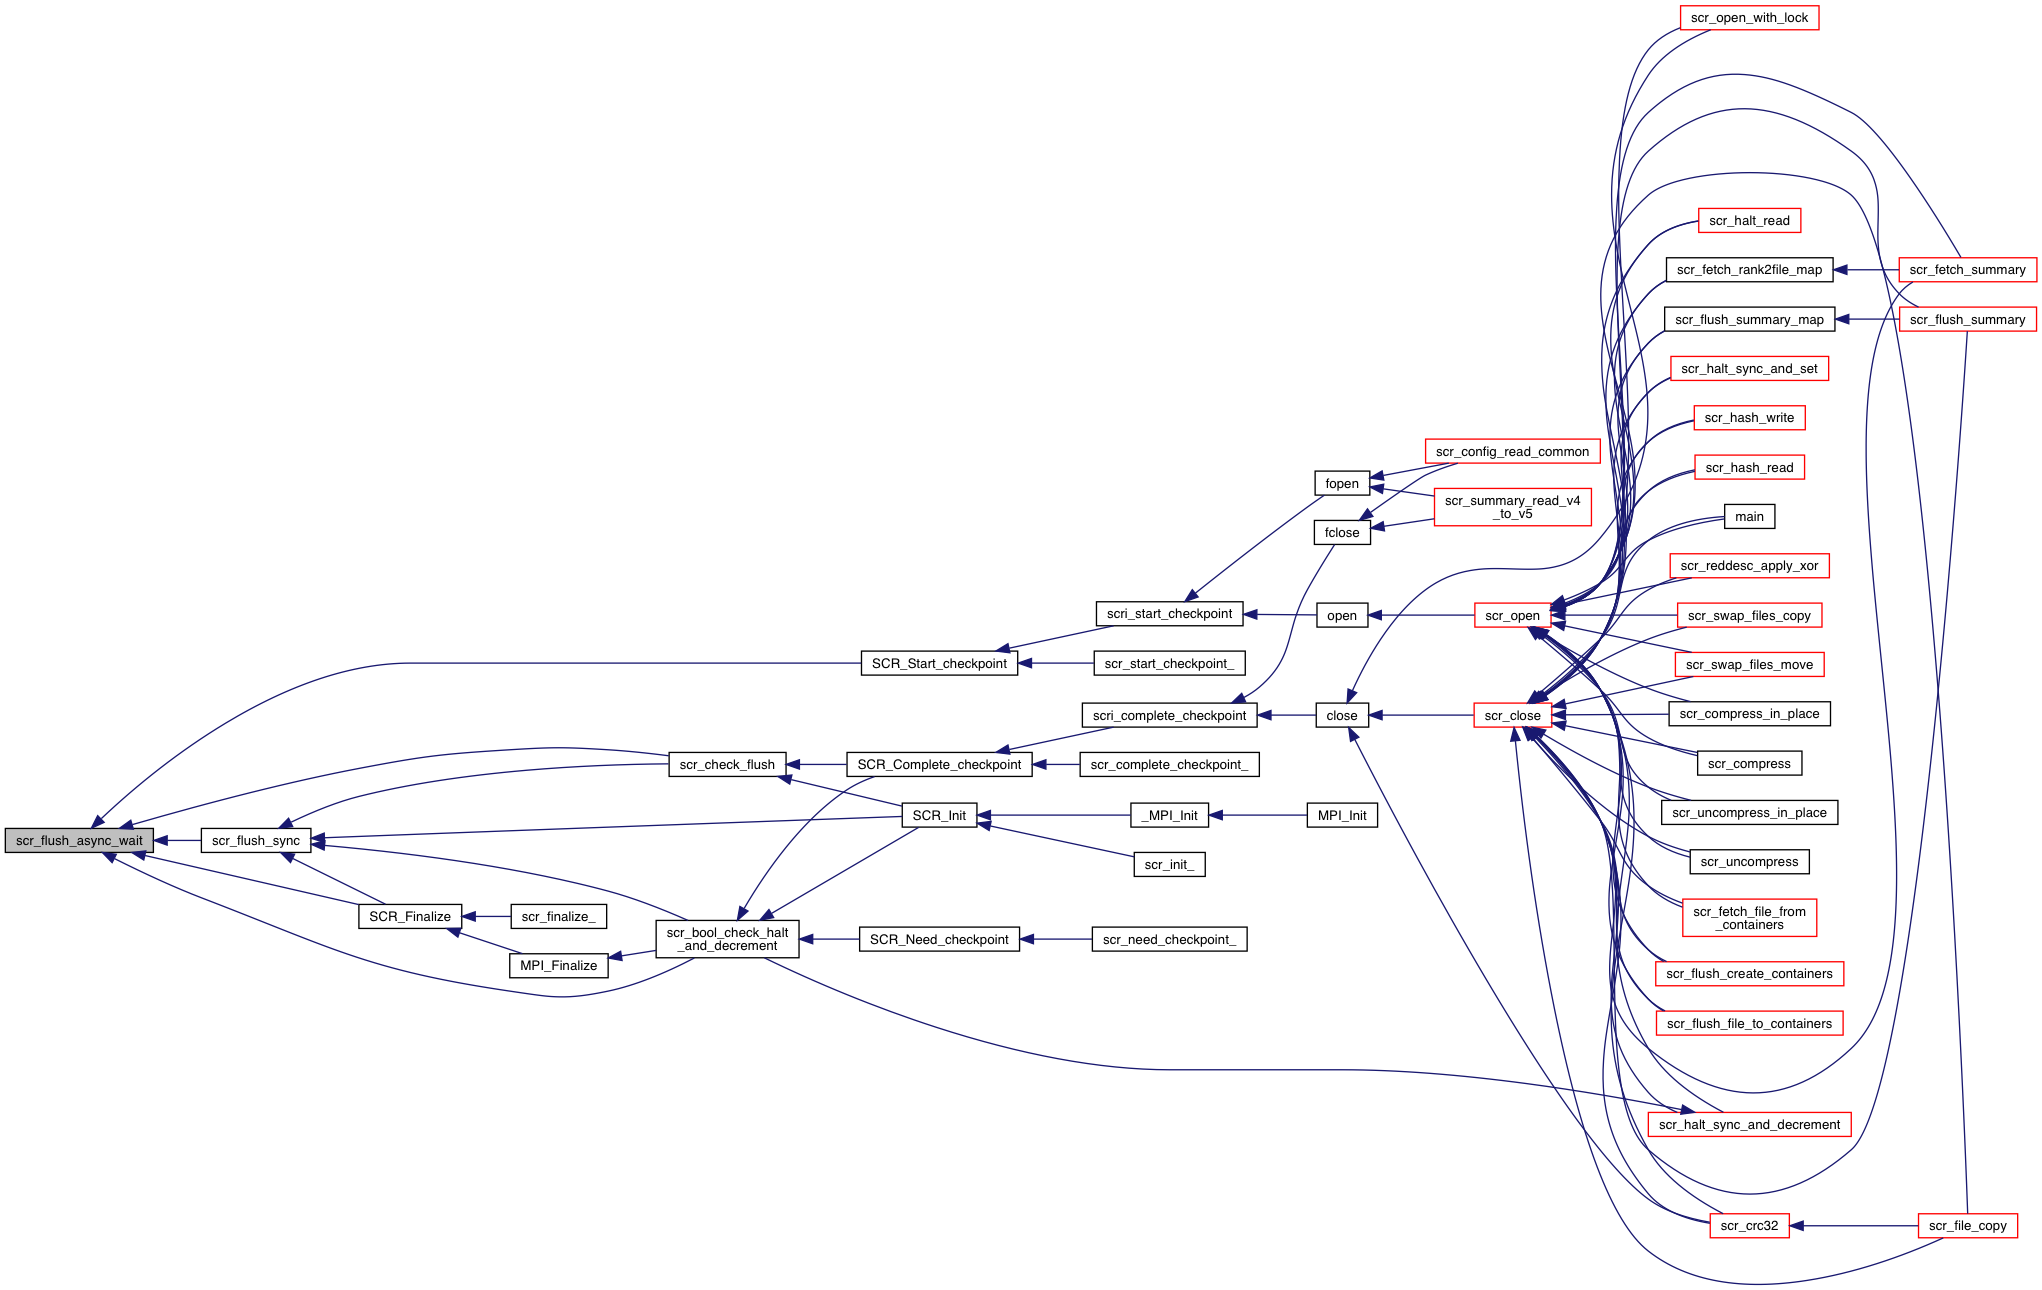 scr_open_with_lock
scr_halt_read
scr_fetch_rank2file_map
scr_fetch_summary
scr_flush_summary_map
scr_flush_summary
scr_halt_sync_and_set
scr_hash_write
scr_config_read_common
scr_hash_read
fopen
scr_summary_read_v4
_to_v5
main
fclose
scr_reddesc_apply_xor
scri_start_checkpoint
open
scr_open
scr_swap_files_copy
SCR_Start_checkpoint
scr_start_checkpoint_
scr_swap_files_move
scri_complete_checkpoint
close
scr_close
scr_compress_in_place
scr_check_flush
SCR_Complete_checkpoint
scr_complete_checkpoint_
scr_compress
SCR_Init
_MPI_Init
MPI_Init
scr_uncompress_in_place
scr_flush_async_wait
scr_flush_sync
scr_init_
scr_uncompress
SCR_Finalize
scr_finalize_
scr_fetch_file_from
_containers
scr_bool_check_halt
_and_decrement
SCR_Need_checkpoint
scr_need_checkpoint_
MPI_Finalize
scr_flush_create_containers
scr_flush_file_to_containers
scr_halt_sync_and_decrement
scr_crc32
scr_file_copy